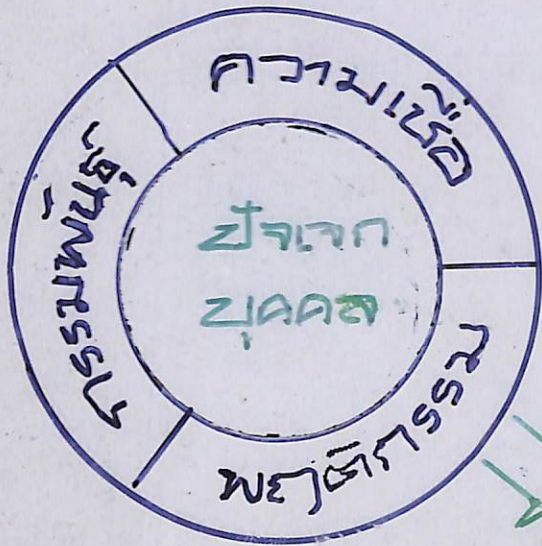 ความเชื่อ
กรรมพันธุ์
ปัจเจก
บุคคล
พฤติกรรม